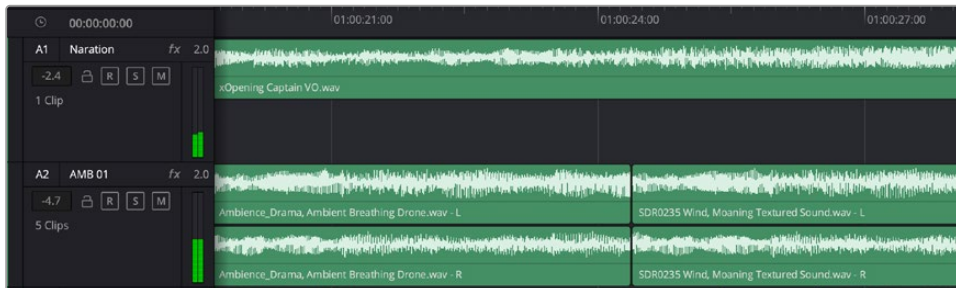 00:00:00:00
01:00:21:00
01:00:24:00
01:00:27:00
A1 Naration fx 2.0
-2.4 R S M
1 Clip
xOpening Captain VO.wav
A2 AMB 01 fx 2.0
-4.7 R S M
5 Clips
Ambience_Drama, Ambient Breathing Drone.wav - L
SDR0235 Wind, Moaning Textured Sound.wav - L
Ambience_Drama, Ambient Breathing Drone.wav - R
SDR0235 Wind, Moaning Textured Sound.wav - R